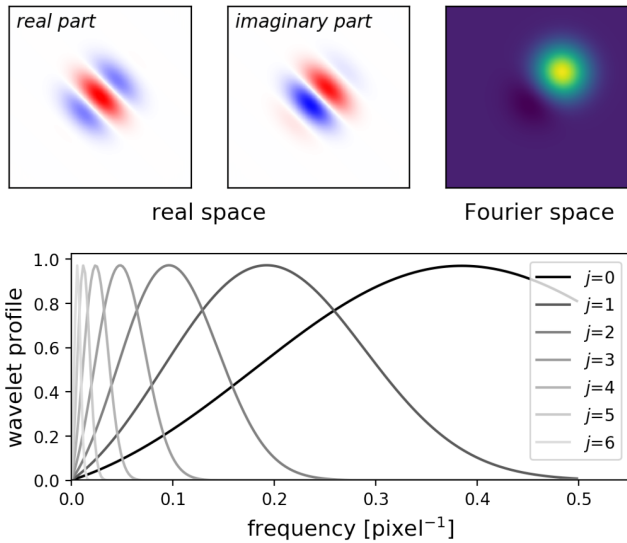 real part
imaginary part
real space
Fourier space
1.0
0.8
0.6
0.4
0.2
0.0
wavelet profile
j=0
j=1
j=2
j=3
j=4
j=5
j=6
0.0 0.1 0.2 0.3 0.4 0.5
frequency [pixel⁻¹]